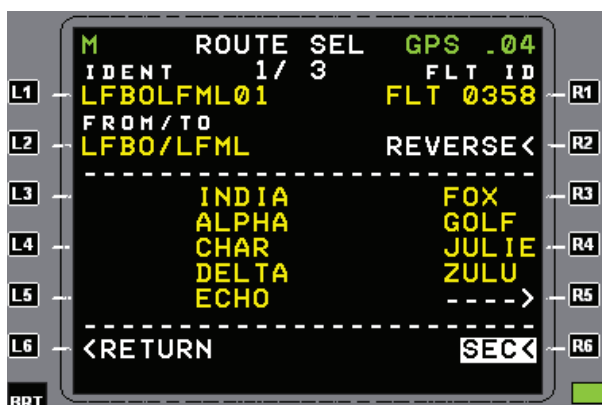 M ROUTE SEL GPS .04
IDENT 1/ 3 FLT ID
L1 LFBOLFML01 FLT 0358 R1
FROM/TO
L2 LFBO/LFML REVERSE< R2
L3 INDIA FOX R3
ALPHA GOLF
L4 CHAR JULIE R4
DELTA ZULU
L5 ECHO ----> R5
L6 <RETURN SEC< R6
BRT